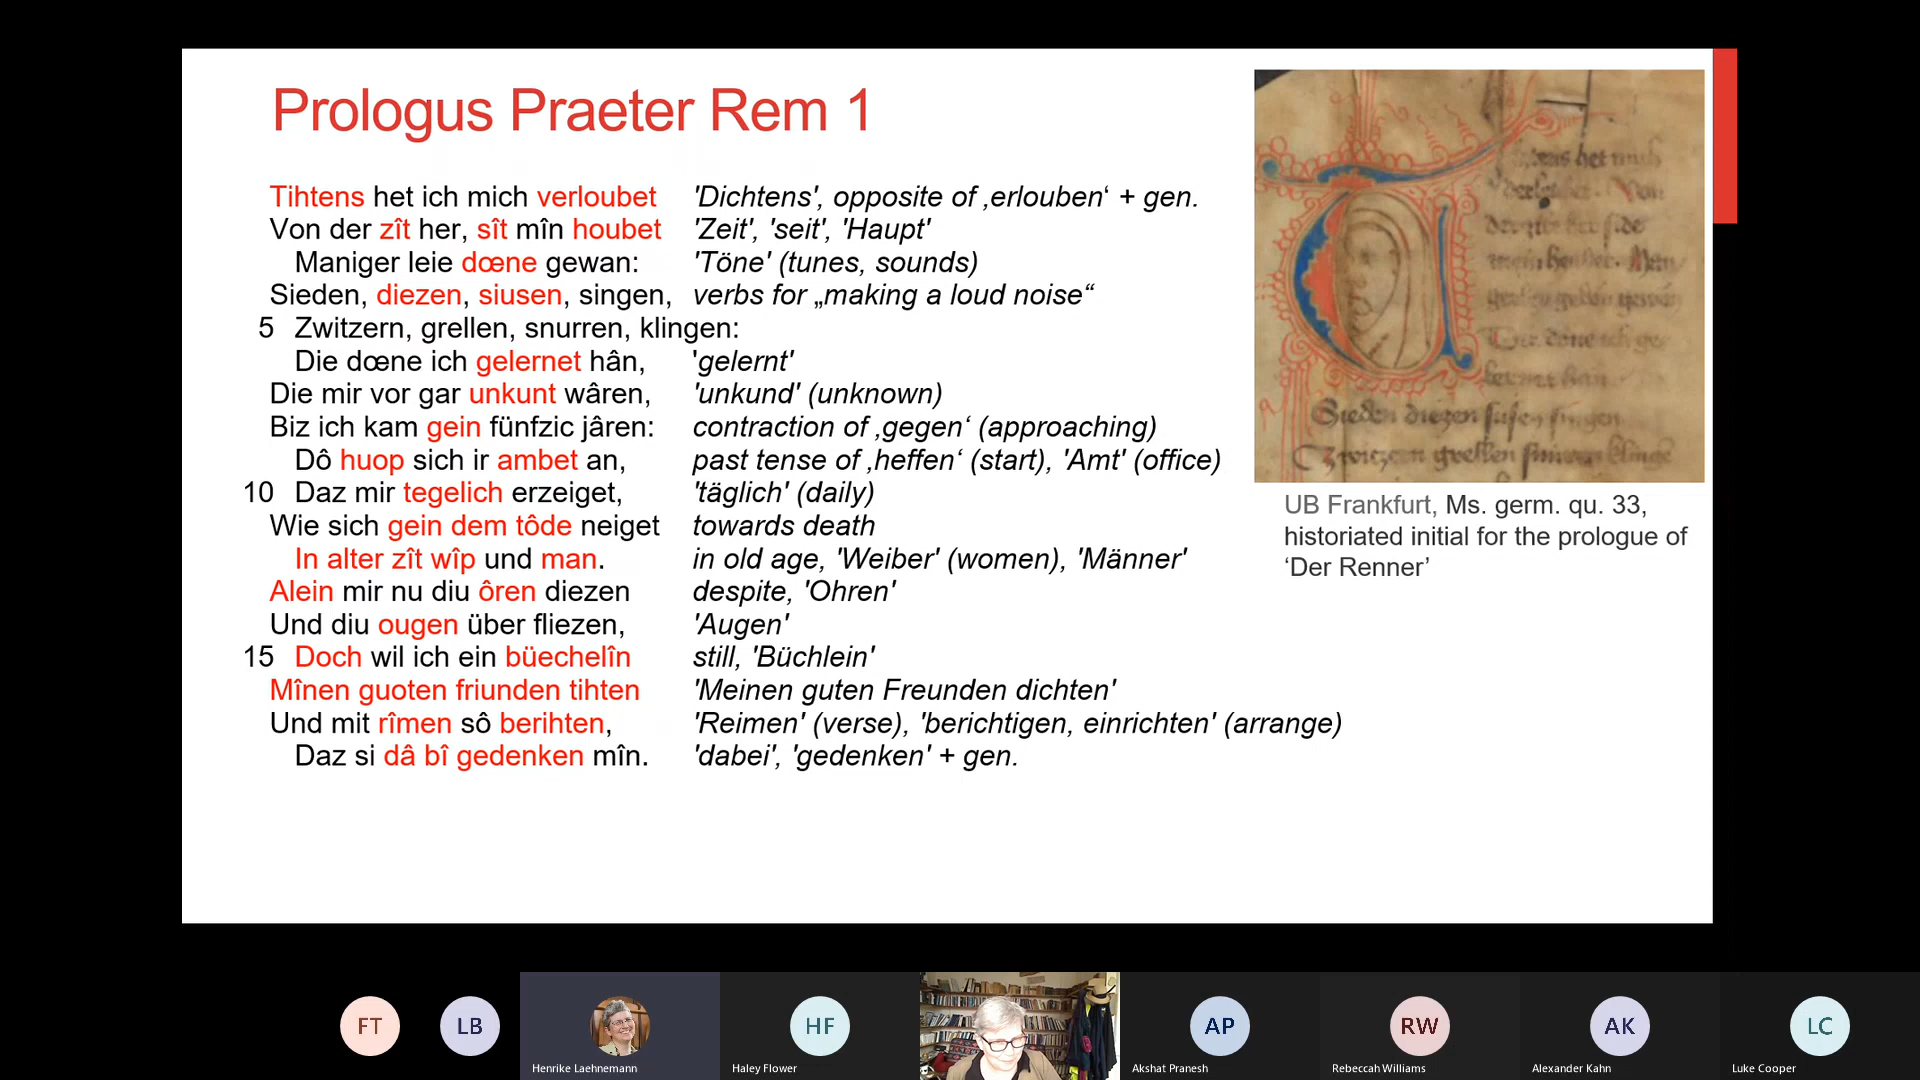 Prologus Praeter Rem 1
Tihtens het ich mich verloubet 'Dichtens', opposite of ‚erlouben‘ + gen.
Von der zît her, sît mîn houbet 'Zeit', 'seit', 'Haupt'
Maniger leie dœne gewan: 'Töne' (tunes, sounds)
Sieden, diezen, siusen, singen, verbs for „making a loud noise“
5 Zwitzern, grellen, snurren, klingen:
Die dœne ich gelernet hân, 'gelernt'
Die mir vor gar unkunt wâren, 'unkund' (unknown)
Biz ich kam gein fünfzic jâren: contraction of ‚gegen‘ (approaching)
Dô huop sich ir ambet an, past tense of ‚heffen‘ (start), 'Amt' (office)
10 Daz mir tegelich erzeiget, 'täglich' (daily)
Wie sich gein dem tôde neiget towards death
In alter zît wîp und man. in old age, 'Weiber' (women), 'Männer'
Alein mir nu diu ôren diezen despite, 'Ohren'
Und diu ougen über fliezen, 'Augen'
15 Doch wil ich ein büechelîn still, 'Büchlein'
Mînen guoten friunden tihten 'Meinen guten Freunden dichten'
Und mit rîmen sô berihten, 'Reimen' (verse), 'berichtigen, einrichten' (arrange)
Daz si dâ bî gedenken mîn. 'dabei', 'gedenken' + gen.
Sieden diezen susen singen
UB Frankfurt, Ms. germ. qu. 33,
historiated initial for the prologue of
‘Der Renner’
FT
LB
HF
AP
RW
AK
LC
Henrike Laehnemann
Haley Flower
Akshat Pranesh
Rebeccah Williams
Alexander Kahn
Luke Cooper